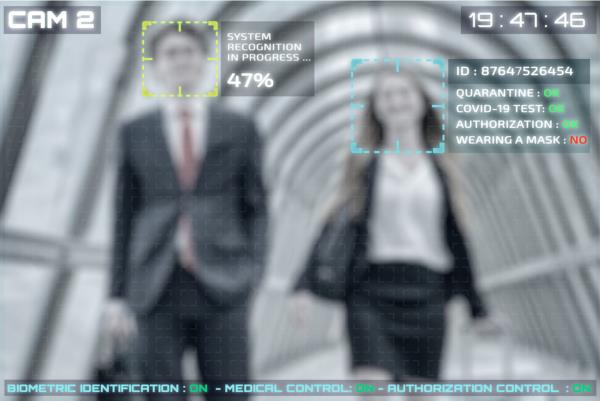 CAM 2
19:47:46
SYSTEM
RECOGNITION
IN PROGRESS ...
47%
ID : 87647526454
QUARANTINE : OK
COVID-19 TEST: OK
AUTHORIZATION : OK
WEARING A MASK : NO
BIOMETRIC IDENTIFICATION : ON - MEDICAL CONTROL: ON - AUTHORIZATION CONTROL : ON